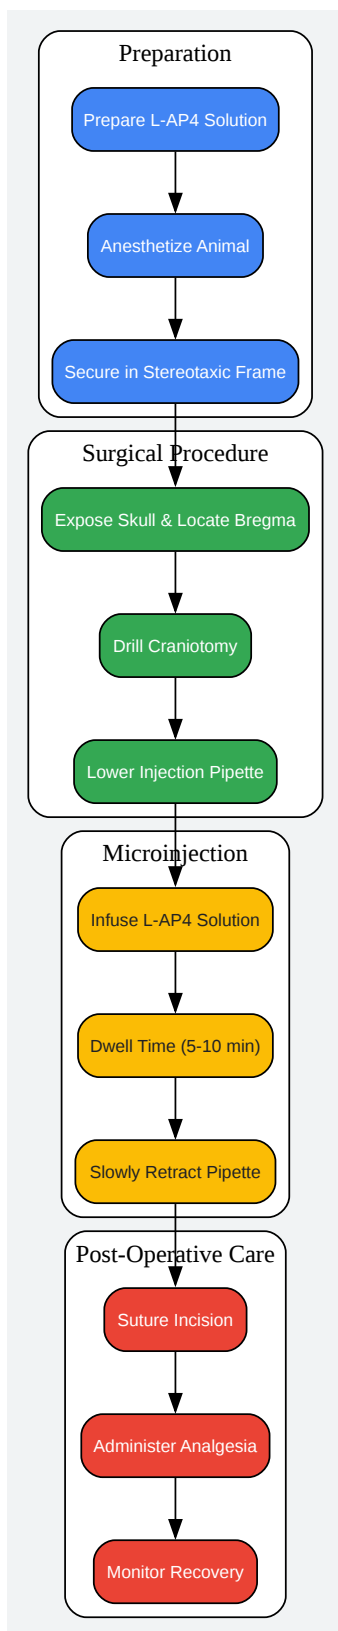 Preparation
Prepare L-AP4 Solution
Anesthetize Animal
Secure in Stereotaxic Frame
Surgical Procedure
Expose Skull & Locate Bregma
Drill Craniotomy
Lower Injection Pipette
Microinjection
Infuse L-AP4 Solution
Dwell Time (5-10 min)
Slowly Retract Pipette
Post-Operative Care
Suture Incision
Administer Analgesia
Monitor Recovery